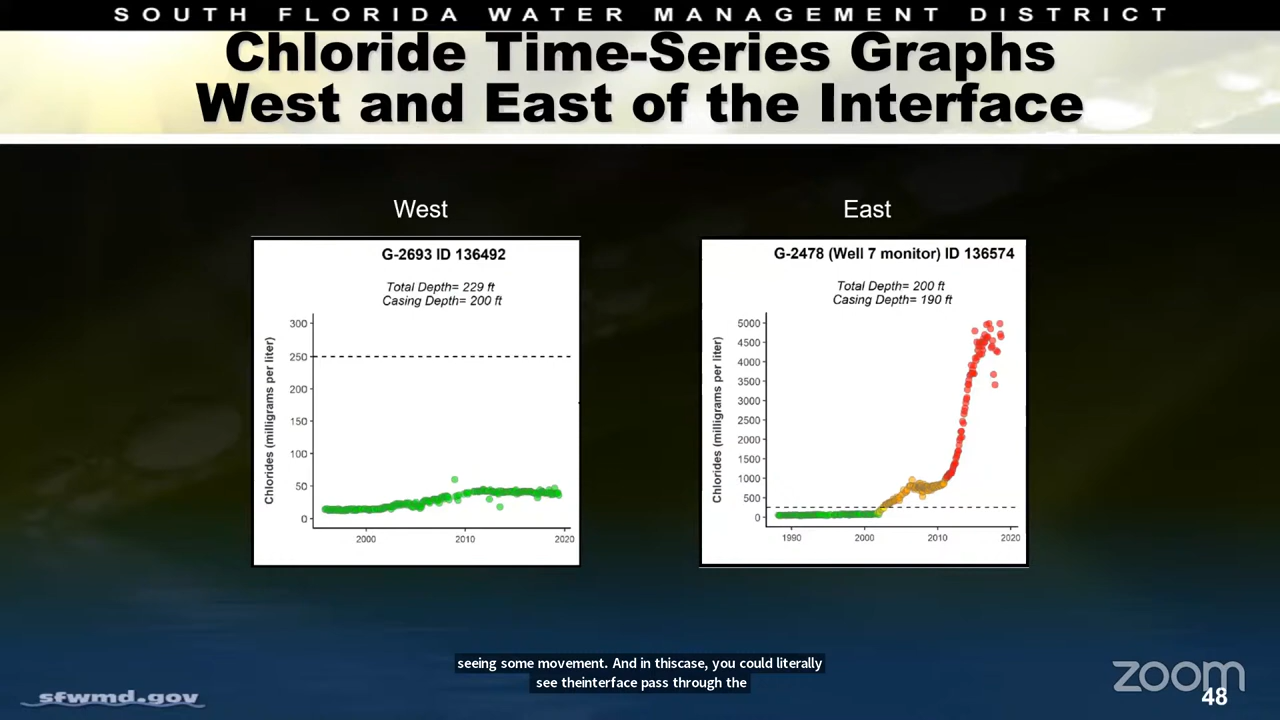 SOUTH FLORIDA WATER MANAGEMENT DISTRICT
Chloride Time-Series Graphs
West and East of the Interface
West
G-2693 ID 136492
Total Depth= 229 ft
Casing Depth= 200 ft
Chlorides (milligrams per liter)
300
250
200
150
100
50
0
2000
2010
2020
East
G-2478 (Well 7 monitor) ID 136574
Total Depth= 200 ft
Casing Depth= 190 ft
Chlorides (milligrams per liter)
5000
4500
4000
3500
3000
2500
2000
1500
1000
500
0
1990
2000
2010
2020
seeing some movement. And in thiscase, you could literally
see theinterface pass through the
sfwmd.gov
zoom
48